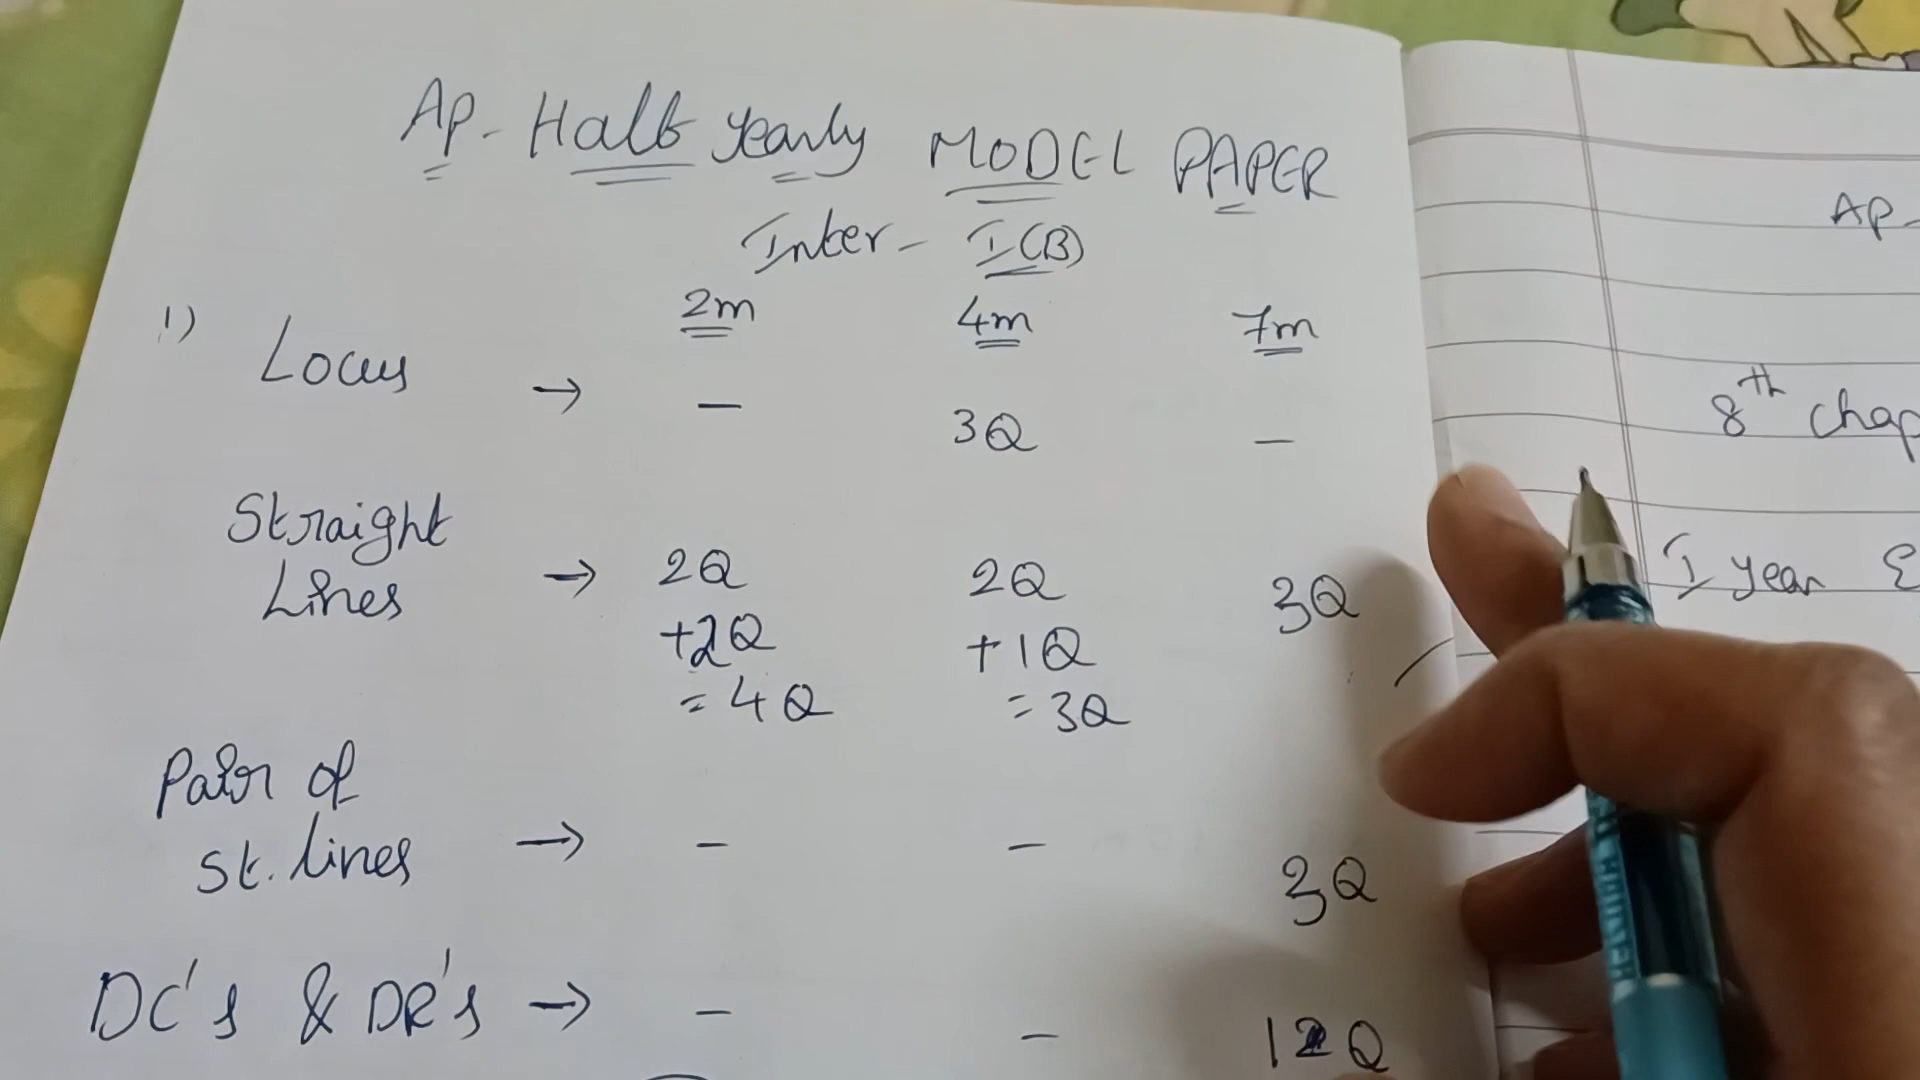 AP - Half yearly MODEL PAPER
Inter - I(B)
2m 4m 7m
1) Locus → - 3Q -
Straight
Lines → 2Q 2Q 3Q
+2Q +1Q
= 4Q = 3Q
Pair of
st. lines → - - 3Q
DC's & DR's → - -
AP-
8th chap
I year